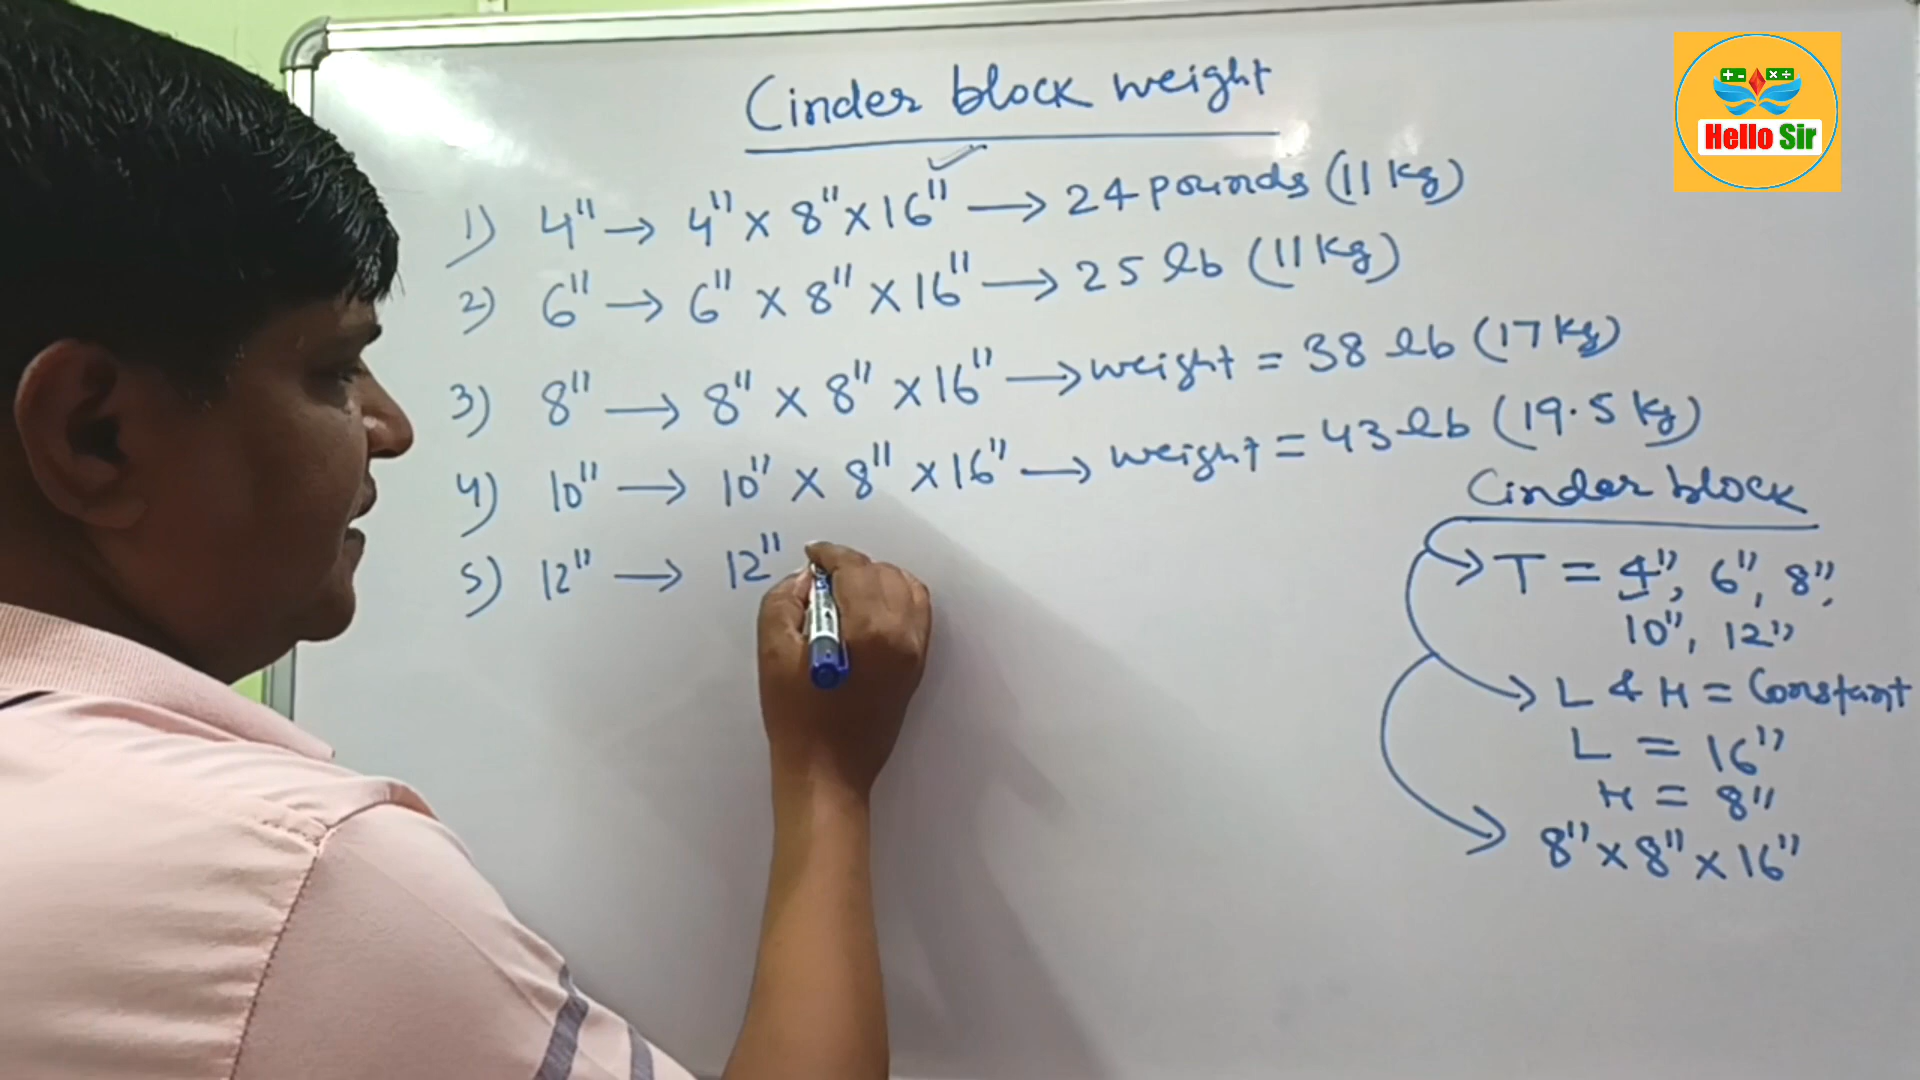 Cinder block weight
1) 4" → 4" × 8" × 16" → 24 pounds (11 kg)
2) 6" → 6" × 8" × 16" → 25 lb (11 kg)
3) 8" → 8" × 8" × 16" → weight = 38 lb (17 kg)
4) 10" → 10" × 8" × 16" → weight = 43 lb (19.5 kg)
5) 12" → 12"
Cinder block
→ T = 4", 6", 8",
10", 12"
→ L & H = Constant
L = 16"
H = 8"
→ 8" × 8" × 16"
+ - × ÷
Hello Sir